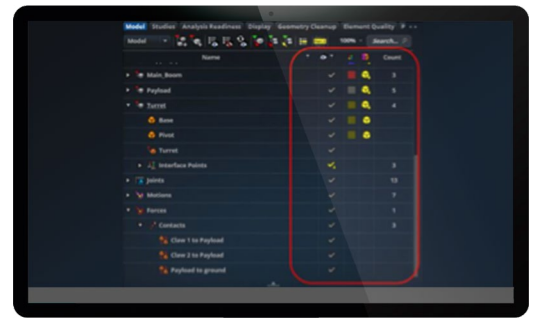 Model Studios Analysis Readiness Display Geometry Cleanup Element Quality
Model 100% Search...
Name Count
Main_Boom 3
Payload 5
Turret 4
Base
Pivot
Turret
Interface Points 3
Joints 13
Motions 7
Forces 1
Contacts 3
Claw 1 to Payload
Claw 2 to Payload
Payload to ground